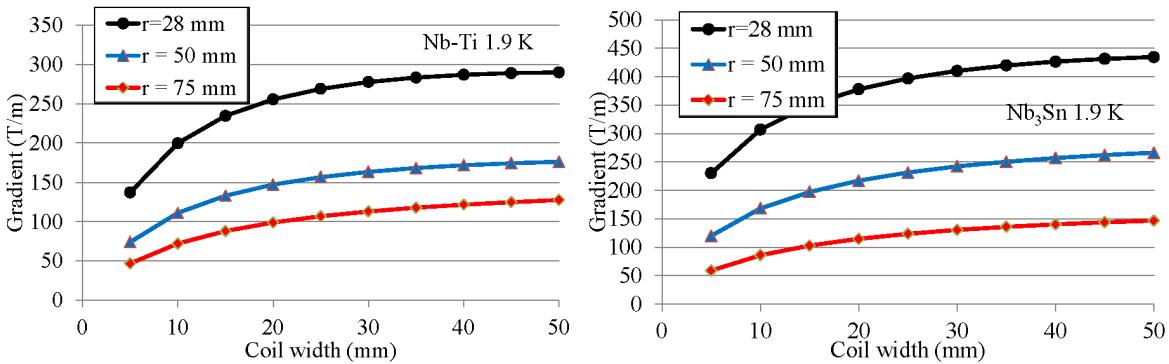 350
300
250
200
150
100
50
0
Gradient (T/m)
r=28 mm
r = 50 mm
r = 75 mm
Nb-Ti 1.9 K
0 10 20 30 40 50
Coil width (mm)
500
450
400
350
300
250
200
150
100
50
0
Gradient (T/m)
r=28 mm
r = 50 mm
r = 75 mm
Nb₃Sn 1.9 K
0 10 20 30 40 50
Coil width (mm)